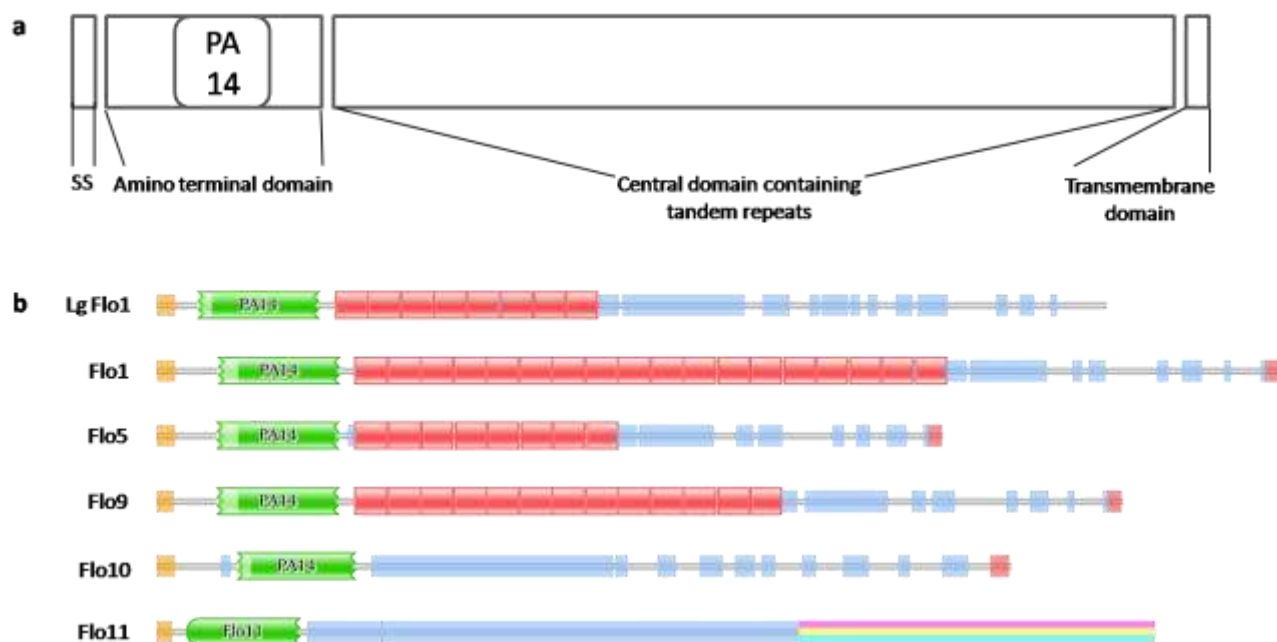 a
PA
14
SS
Amino terminal domain
Central domain containing
tandem repeats
Transmembrane
domain
b
Lg Flo1
PA14
Flo1
PA14
Flo5
PA14
Flo9
PA14
Flo10
PA14
Flo11
Flo11